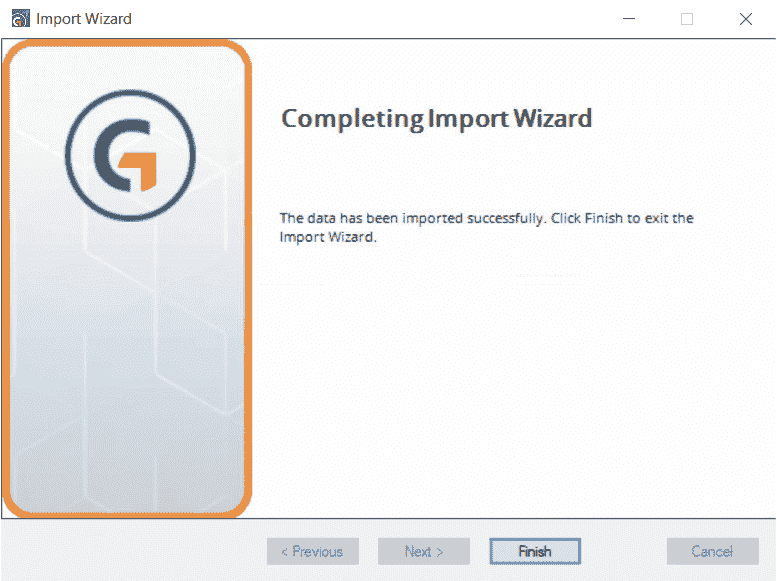 Import Wizard
Completing Import Wizard
The data has been imported successfully. Click Finish to exit the
Import Wizard.
< Previous
Next >
Finish
Cancel